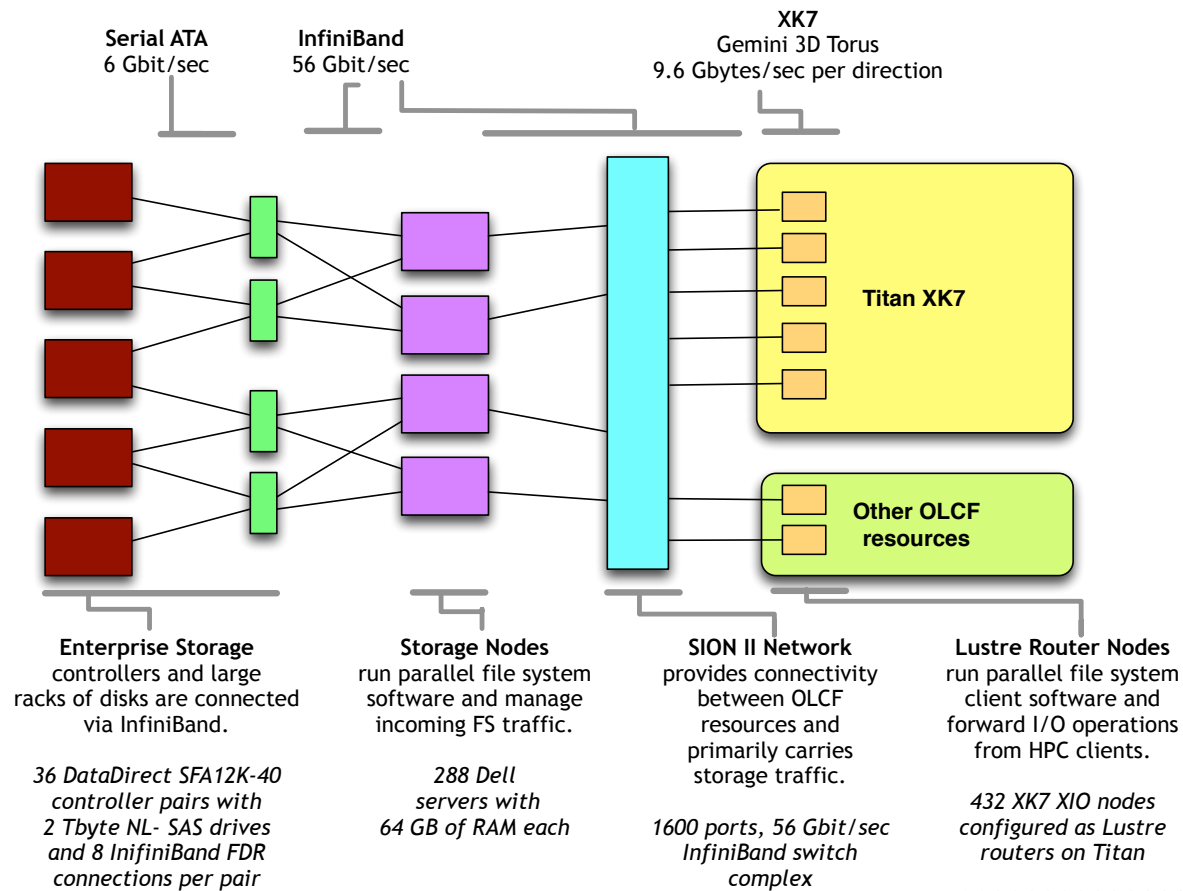 Serial ATA
6 Gbit/sec
InfiniBand
56 Gbit/sec
XK7
Gemini 3D Torus
9.6 Gbytes/sec per direction
Titan XK7
Other OLCF
resources
Enterprise Storage
controllers and large
racks of disks are connected
via InfiniBand.
36 DataDirect SFA12K-40
controller pairs with
2 Tbyte NL- SAS drives
and 8 InifiniBand FDR
connections per pair
Storage Nodes
run parallel file system
software and manage
incoming FS traffic.
288 Dell
servers with
64 GB of RAM each
SION II Network
provides connectivity
between OLCF
resources and
primarily carries
storage traffic.
1600 ports, 56 Gbit/sec
InfiniBand switch
complex
Lustre Router Nodes
run parallel file system
client software and
forward I/O operations
from HPC clients.
432 XK7 XIO nodes
configured as Lustre
routers on Titan